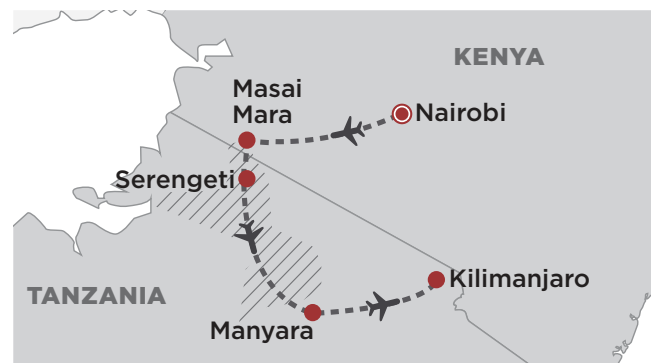 KENYA
Masai
Mara
Nairobi
Serengeti
Kilimanjaro
TANZANIA
Manyara